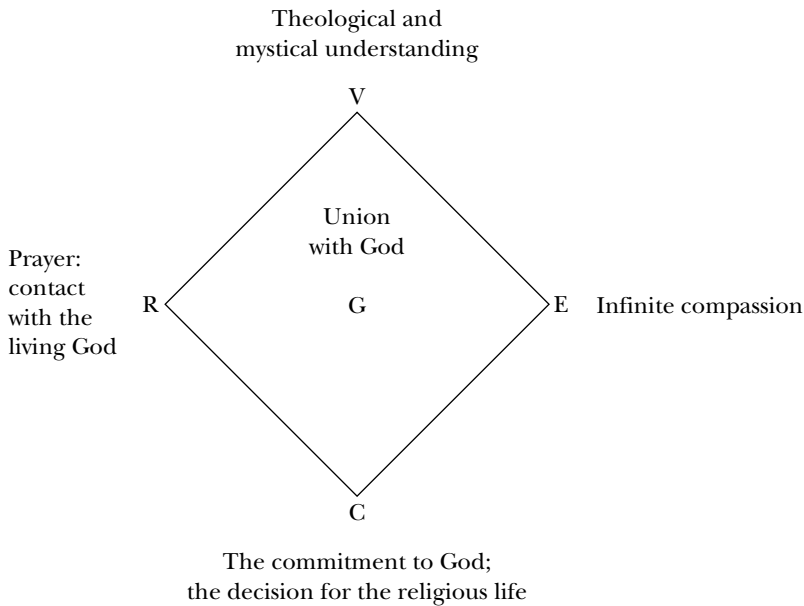 Theological and
mystical understanding
V
Union
with God
Prayer:
contact
with the
living God
R
G
E
Infinite compassion
C
The commitment to God;
the decision for the religious life